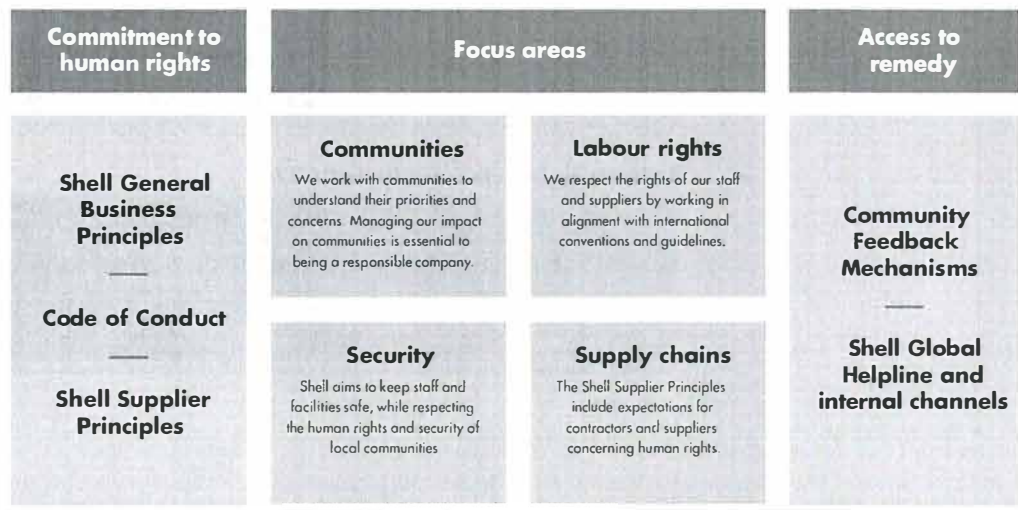 Commitment to
human rights
Focus areas
Access to
remedy
Shell General
Business
Principles
Code of Conduct
Shell Supplier
Principles
Communities
We work with communities to
understand their priorities and
concerns. Managing our impact
on communities is essential to
being a responsible company.
Labour rights
We respect the rights of our staff
and suppliers by working in
alignment with international
conventions and guidelines.
Security
Shell aims to keep staff and
facilities safe, while respecting
the human rights and security of
local communities
Supply chains
The Shell Supplier Principles
include expectations for
contractors and suppliers
concerning human rights.
Community
Feedback
Mechanisms
Shell Global
Helpline and
internal channels